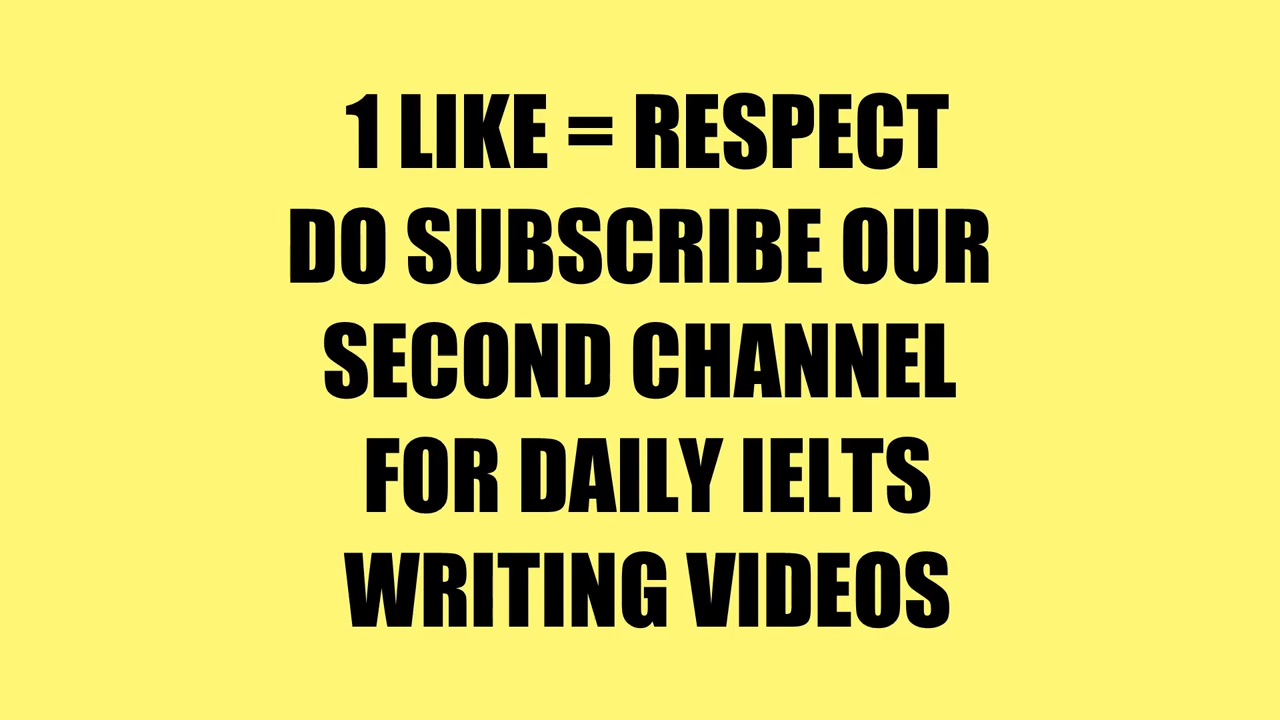 1 LIKE = RESPECT
DO SUBSCRIBE OUR
SECOND CHANNEL
FOR DAILY IELTS
WRITING VIDEOS